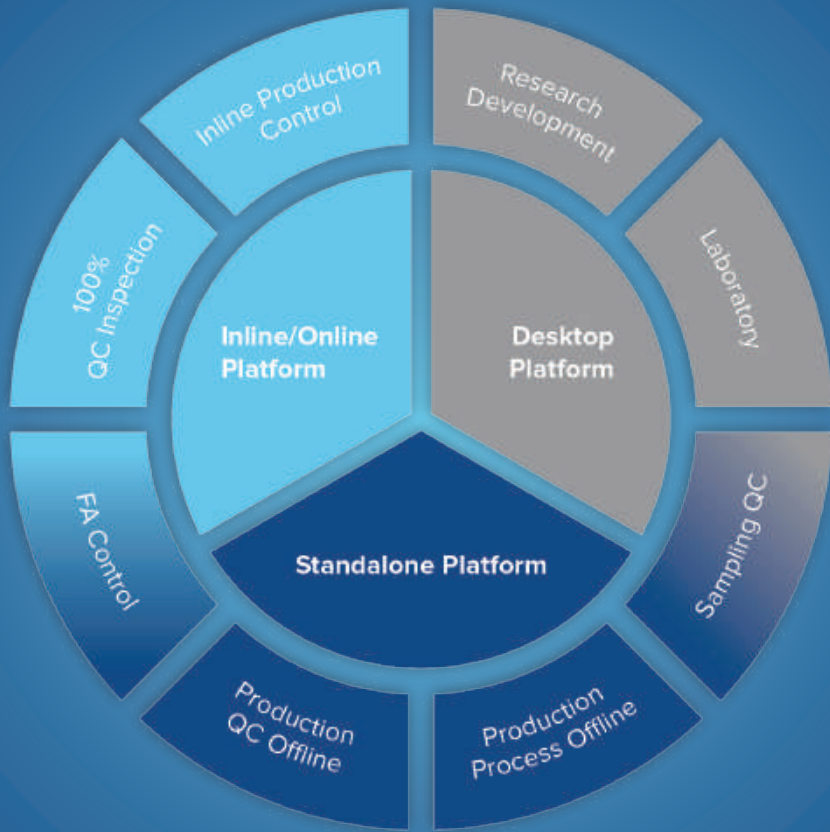 Inline Production
Control
Research
Development
100%
QC Inspection
Laboratory
Inline/Online
Platform
Desktop
Platform
FA Control
Sampling QC
Standalone Platform
Production
QC Offline
Production
Process Offline